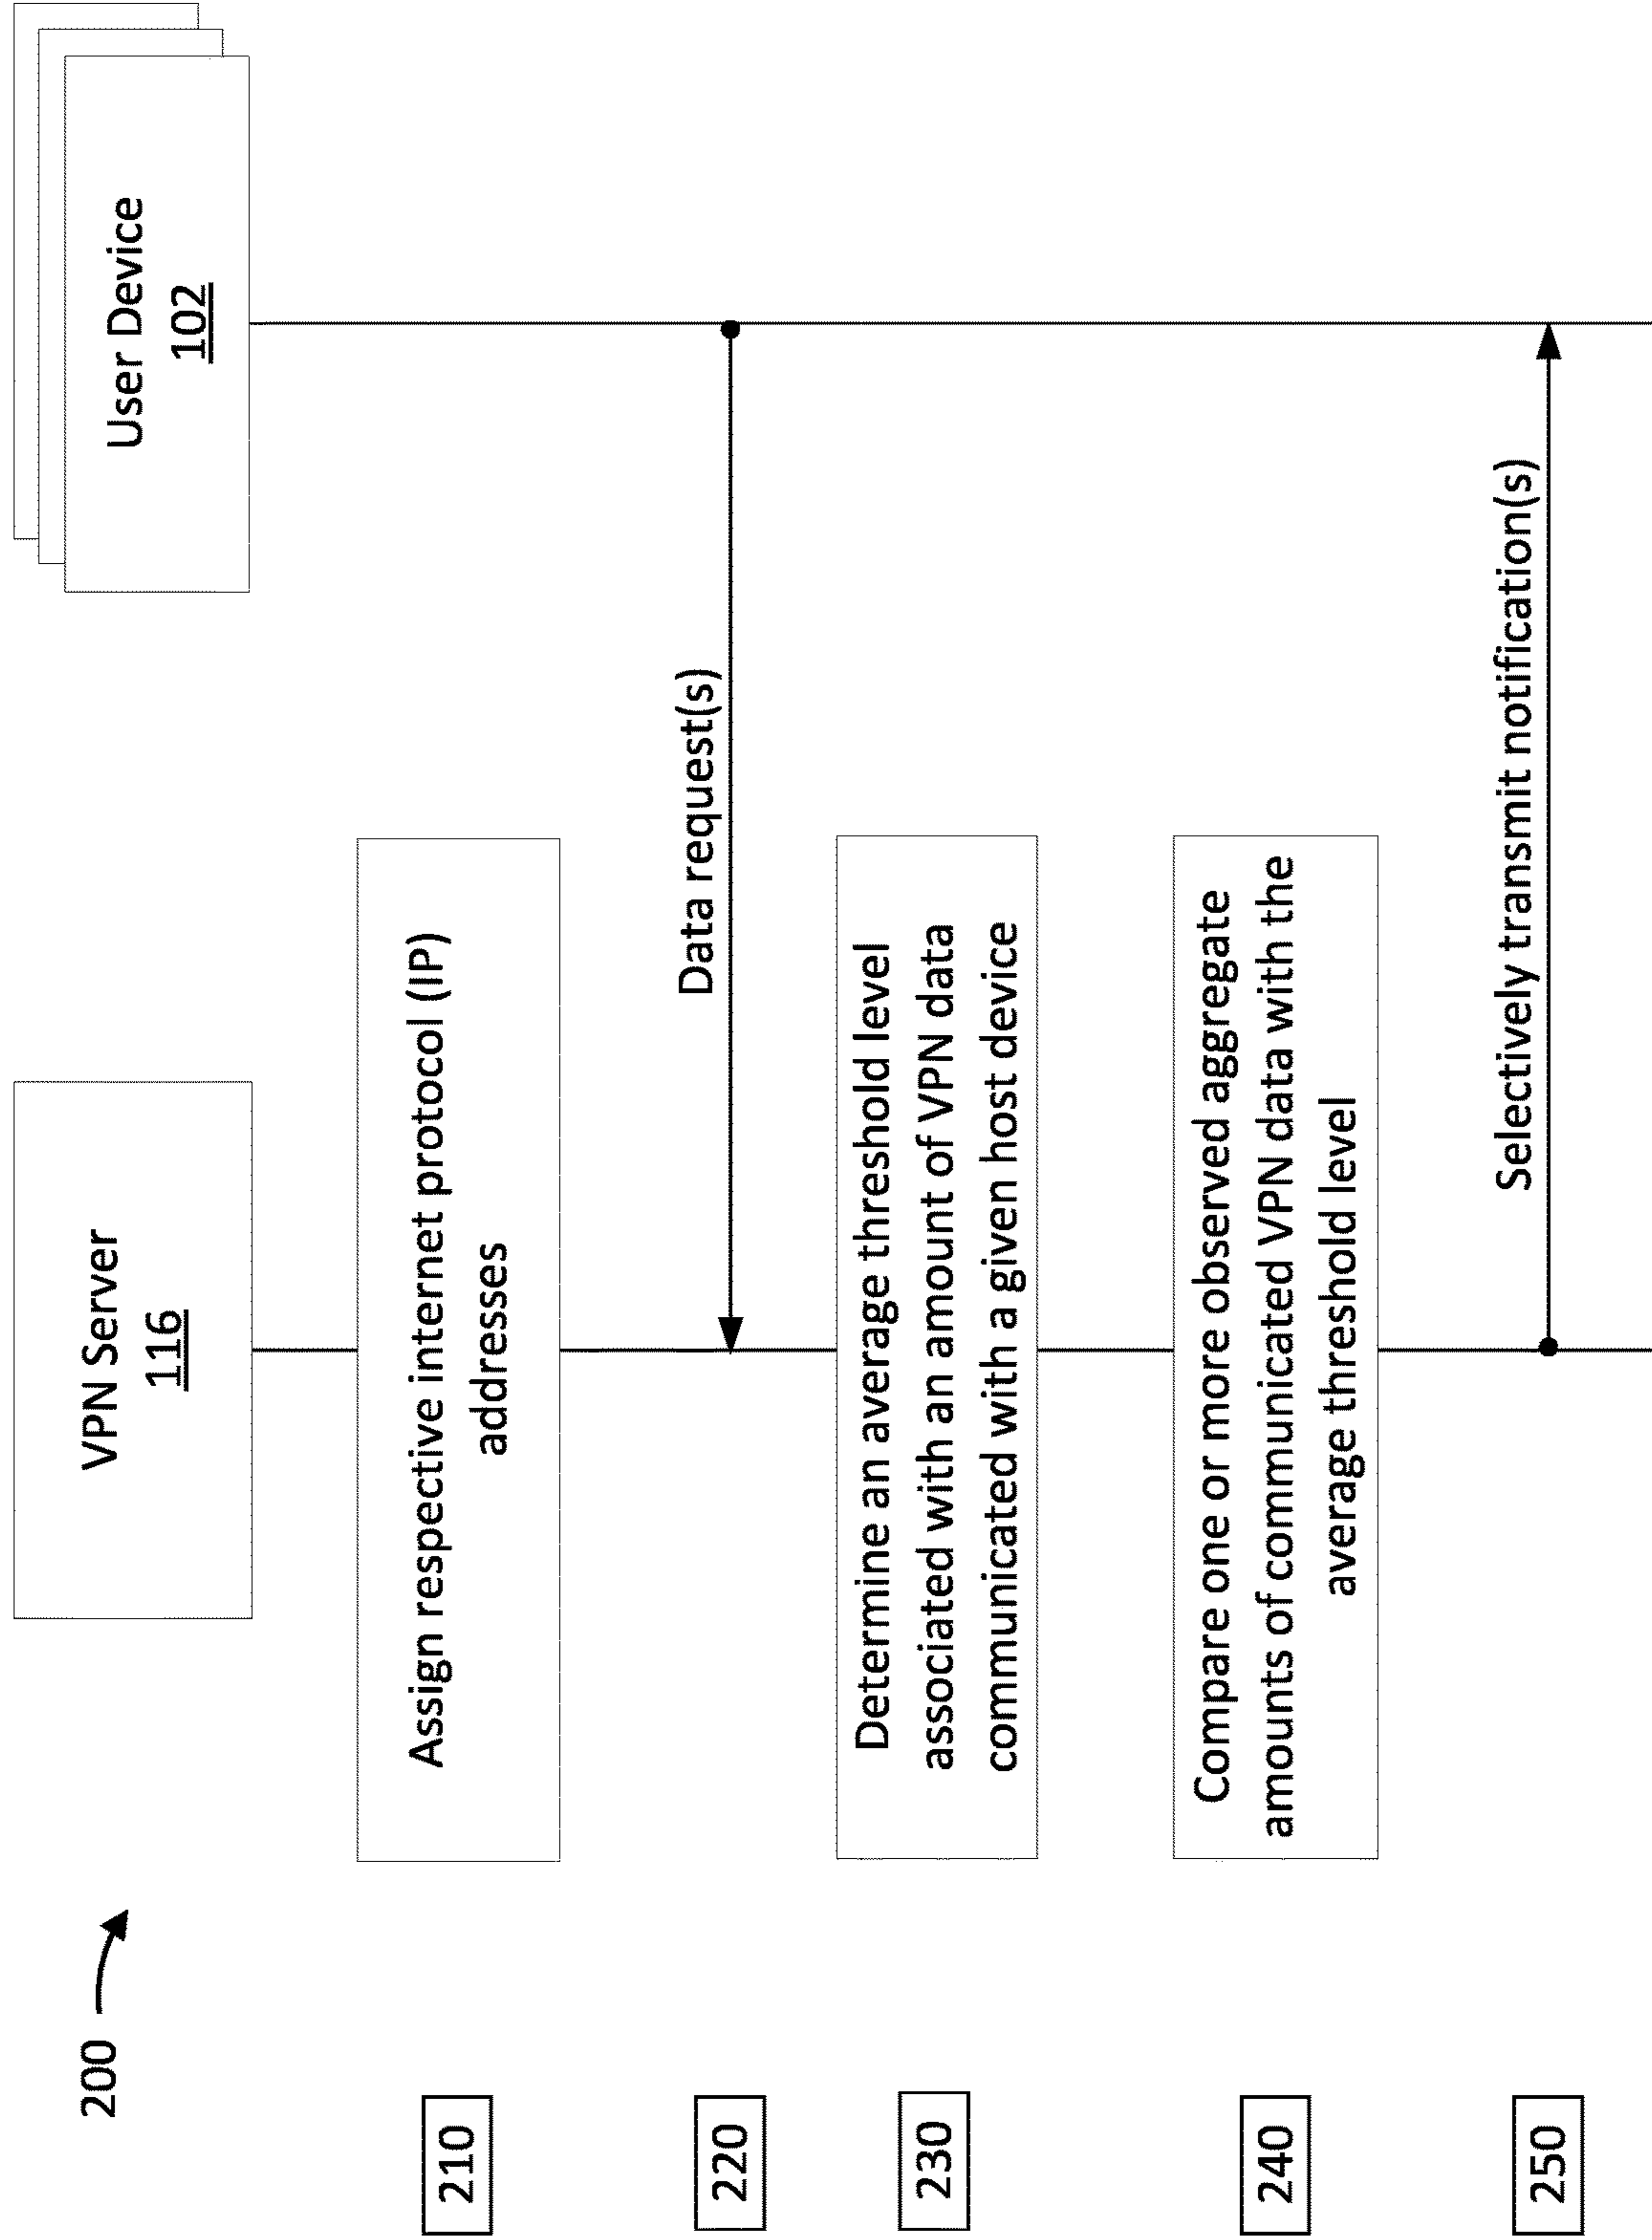 200
VPN Server
116
User Device
102
210
Assign respective internet protocol (IP)
addresses
220
Data request(s)
230
Determine an average threshold level
associated with an amount of VPN data
communicated with a given host device
240
Compare one or more observed aggregate
amounts of communicated VPN data with the
average threshold level
250
Selectively transmit notification(s)